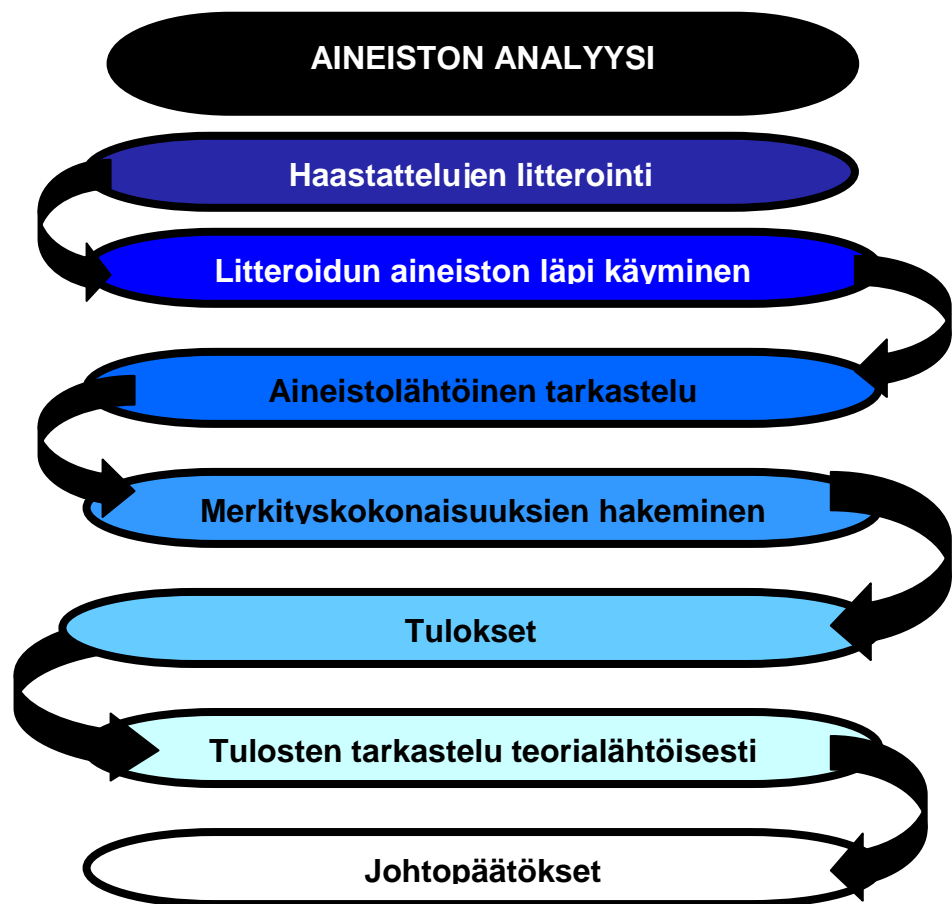 AINEISTON ANALYYSI
Haastattelujen litterointi
Litteroidun aineiston läpi käyminen
Aineistolähtöinen tarkastelu
Merkityskokonaisuuksien hakeminen
Tulokset
Tulosten tarkastelu teorialähtöisesti
Johtopäätökset